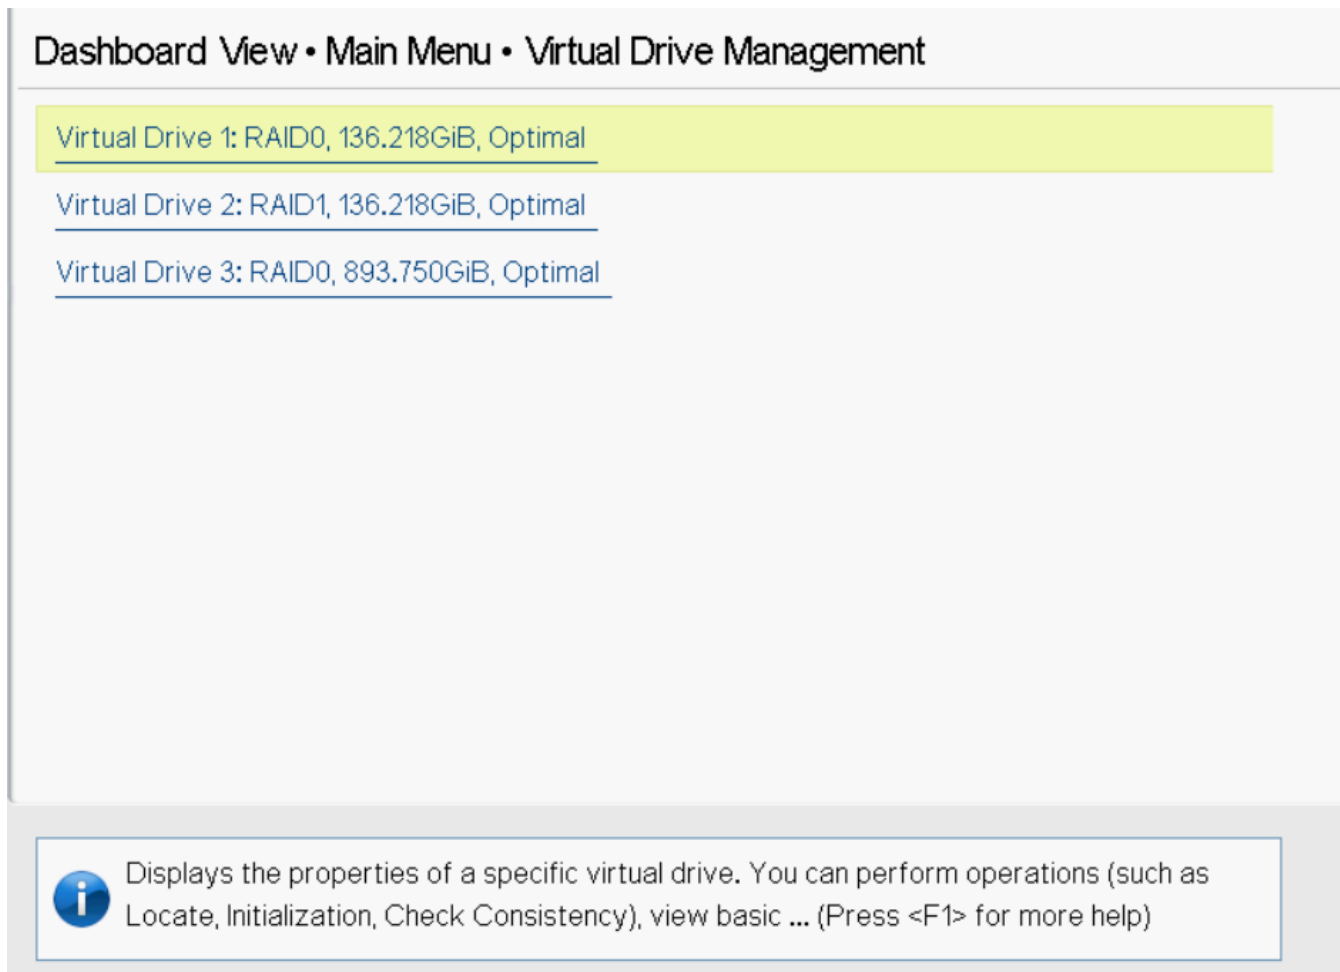 Dashboard View • Main Menu • Virtual Drive Management
Virtual Drive 1: RAID0, 136.218GiB, Optimal
Virtual Drive 2: RAID1, 136.218GiB, Optimal
Virtual Drive 3: RAID0, 893.750GiB, Optimal
Displays the properties of a specific virtual drive. You can perform operations (such as
Locate, Initialization, Check Consistency), view basic ... (Press <F1> for more help)